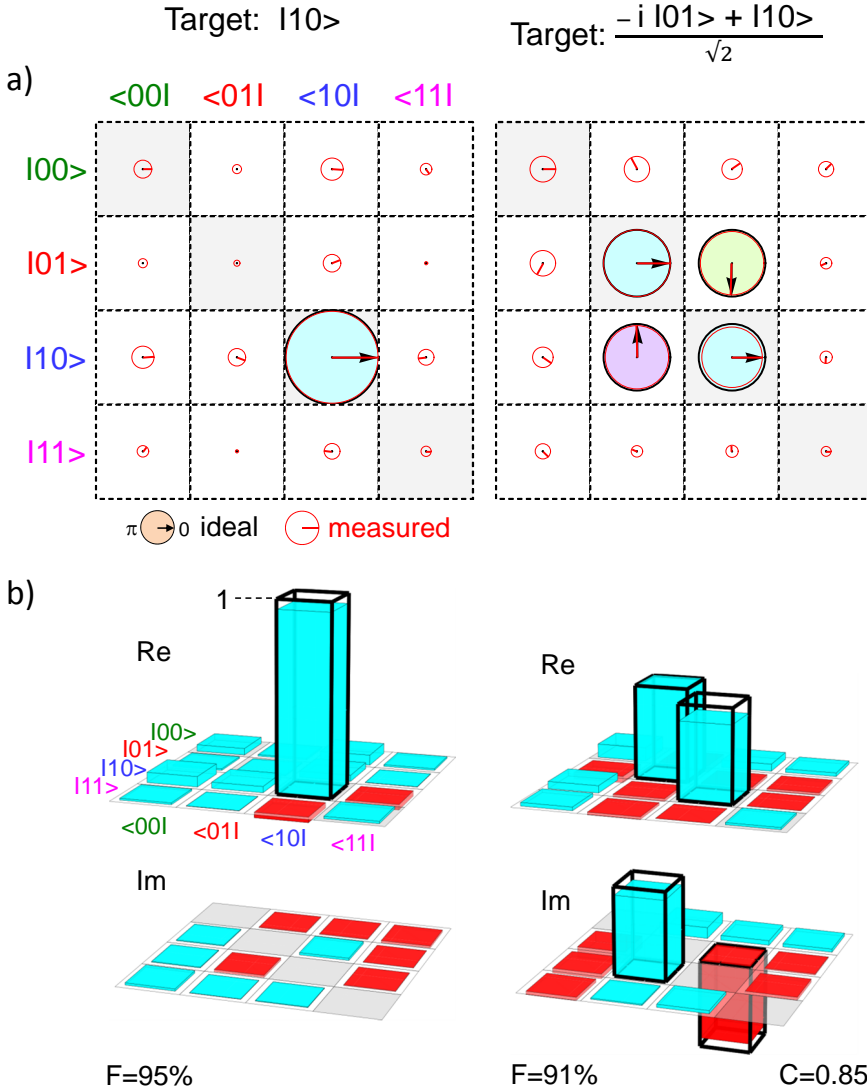 Target: I10>
Target: – i I01> + I10>
√2
a)
<00I <01I <10I <11I
I00>
I01>
I10>
I11>
π 0 ideal measured
b)
1
Re
Re
I00>
I01>
I10>
I11>
<00I
<01I
<10I
<11I
Im
Im
F=95%
F=91%
C=0.85